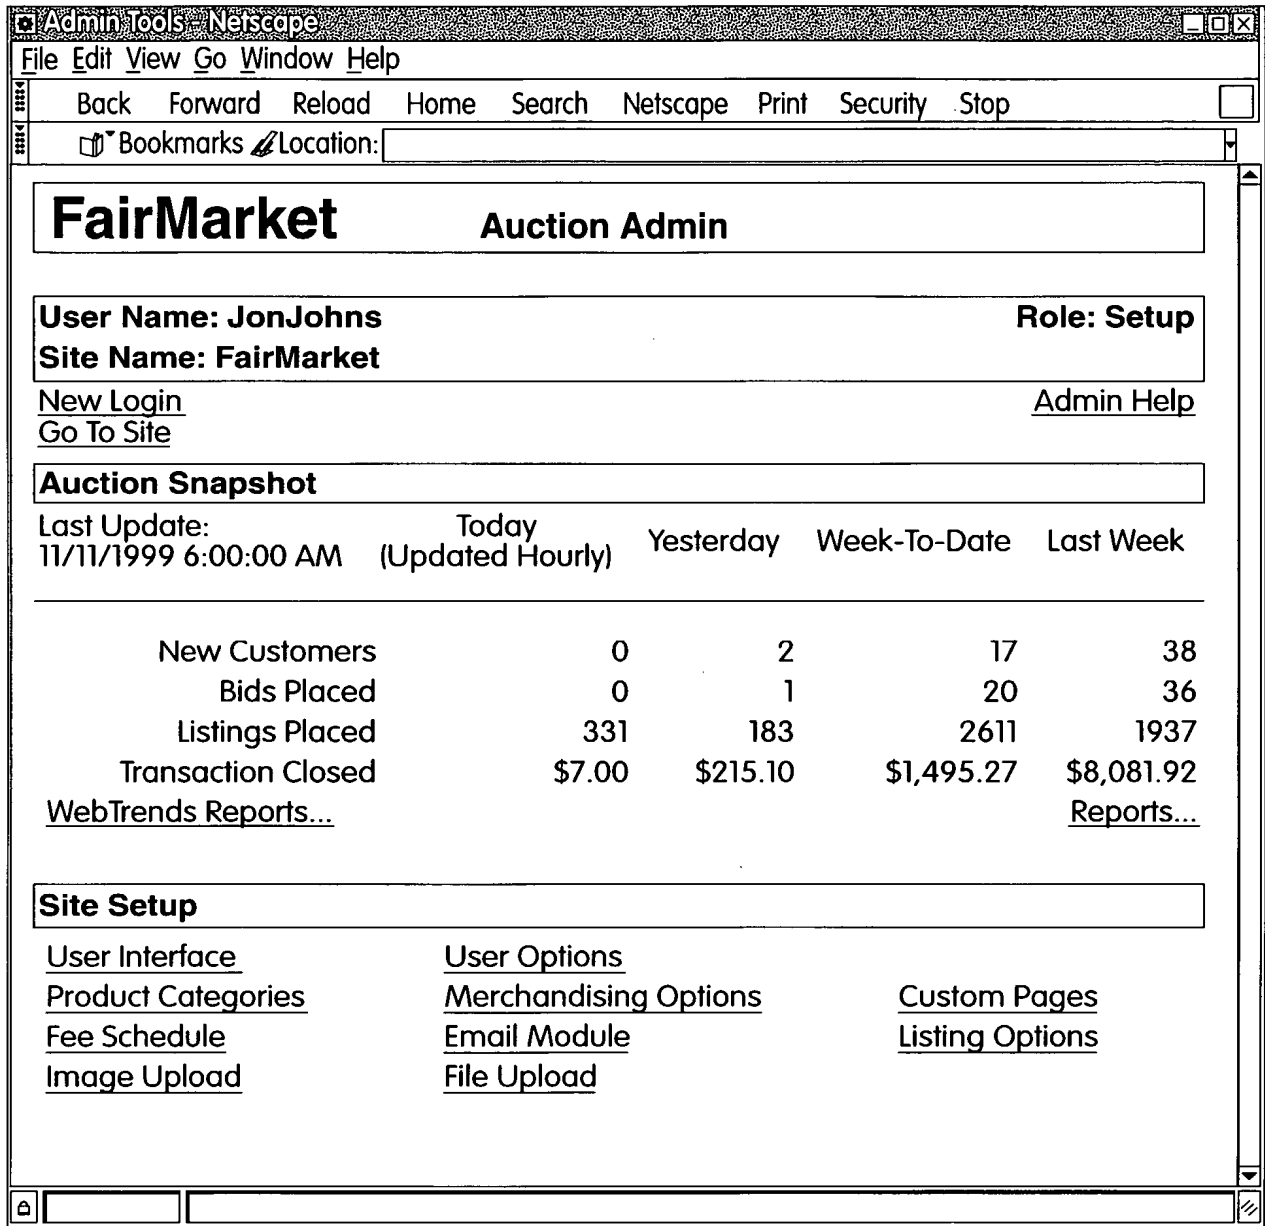 Admin Tools - Netscape
File Edit View Go Window Help
Back Forward Reload Home Search Netscape Print Security Stop
Bookmarks Location:
FairMarket Auction Admin
User Name: JonJohns Role: Setup
Site Name: FairMarket
New Login Admin Help
Go To Site
Auction Snapshot
Last Update: Today
11/11/1999 6:00:00 AM (Updated Hourly) Yesterday Week-To-Date Last Week
New Customers 0 2 17 38
Bids Placed 0 1 20 36
Listings Placed 331 183 2611 1937
Transaction Closed $7.00 $215.10 $1,495.27 $8,081.92
WebTrends Reports... Reports...
Site Setup
User Interface User Options
Product Categories Merchandising Options Custom Pages
Fee Schedule Email Module Listing Options
Image Upload File Upload